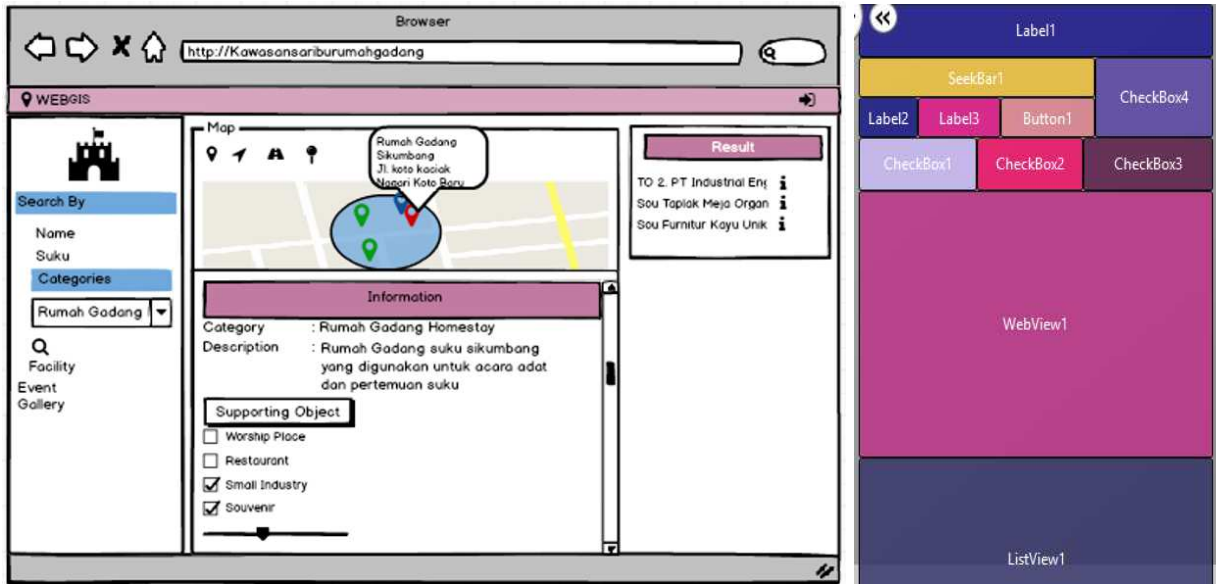 Browser
http://Kawasansariburumahgadang
WEBGIS
Search By
Name
Suku
Categories
Rumah Gadang
Facility
Event
Gallery
Map
Rumah Gadang
Sikumbang
Jl. koto kaciak
Nagari Koto Baru
Information
Category : Rumah Gadang Homestay
Description : Rumah Gadang suku sikumbang
yang digunakan untuk acara adat
dan pertemuan suku
Supporting Object
Worship Place
Restaurant
Small Industry
Souvenir
Result
TO 2. PT Industrial Eng
Sou Taplak Meja Organ
Sou Furnitur Kayu Unik
Label1
SeekBar1
CheckBox4
Label2
Label3
Button1
CheckBox1
CheckBox2
CheckBox3
WebView1
ListView1